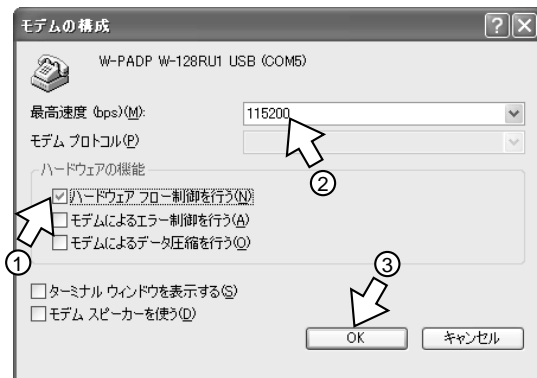 モデムの構成
W-PADP W-128RU1 USB (COM5)
最高速度 (bps)(M):
115200
モデム プロトコル(P)
ハードウェアの機能
ハードウェア フロー制御を行う(N)
モデムによるエラー制御を行う(A)
モデムによるデータ圧縮を行う(O)
ターミナル ウィンドウを表示する(S)
モデム スピーカーを使う(D)
OK キャンセル
①
②
③